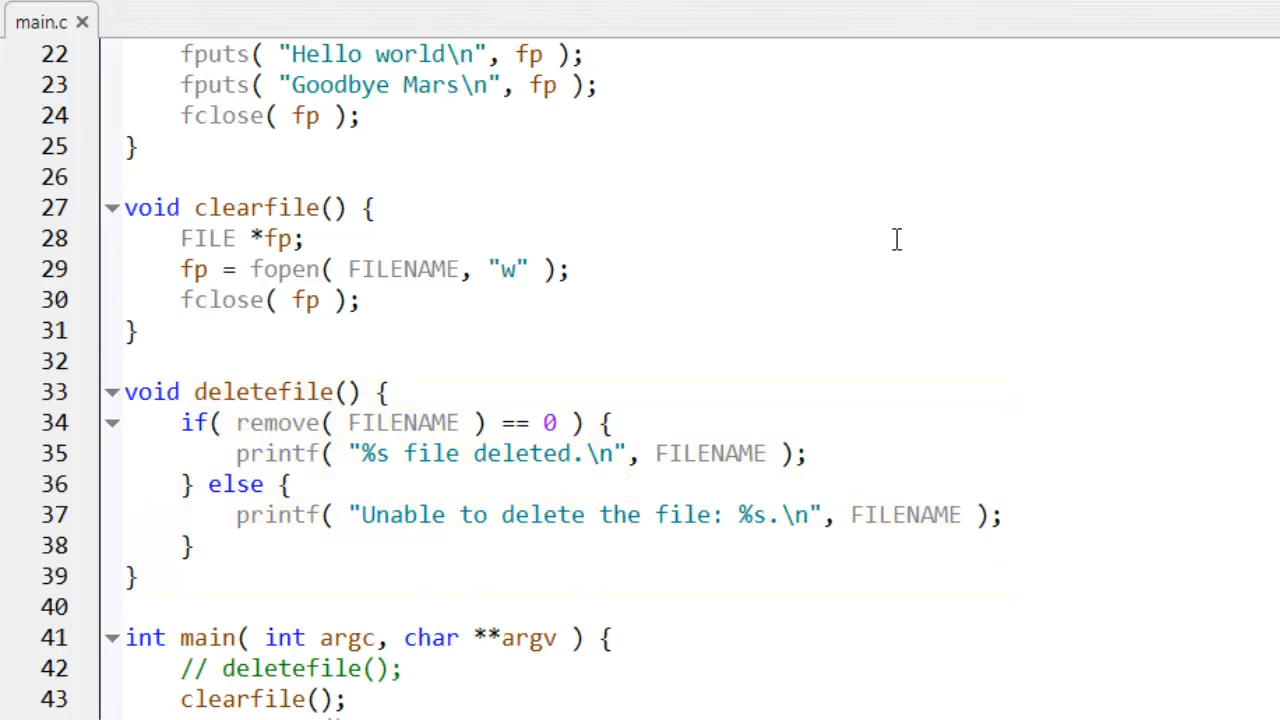 main.c
22 fputs( "Hello world\n", fp );
23 fputs( "Goodbye Mars\n", fp );
24 fclose( fp );
25 }
26
27 void clearfile() {
28 FILE *fp;
29 fp = fopen( FILENAME, "w" );
30 fclose( fp );
31 }
32
33 void deletefile() {
34 if( remove( FILENAME ) == 0 ) {
35 printf( "%s file deleted.\n", FILENAME );
36 } else {
37 printf( "Unable to delete the file: %s.\n", FILENAME );
38 }
39 }
40
41 int main( int argc, char **argv ) {
42 // deletefile();
43 clearfile();